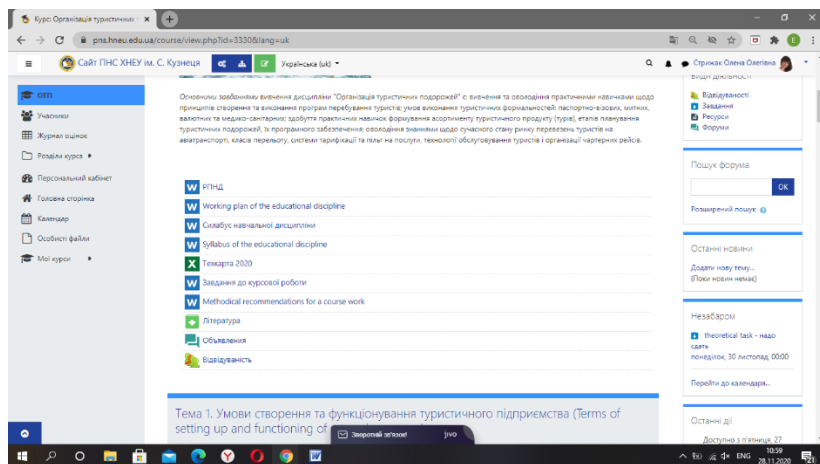 Курс: Організація туристичних
pns.hneu.edu.ua/course/view.php?id=3330&lang=uk
Сайт ПНС ХНЕУ ім. С. Кузнеця
Українська (uk)
Стрижак Олена Олегівна
от
Учасники
Журнал оцінок
Розділи курсу
Персональний кабінет
Головна сторінка
Календар
Особисті файли
Мої курси
Основними завданнями вивчення дисципліни "Організація туристичних подорожей" є: вивчення та оволодіння практичними навичками щодо
принципів створення та виконання програм перебування туристів; умов виконання туристичних формальностей: паспортно-візових, митних,
валютних та медико-санітарних; здобуття практичних навичок формування асортименту туристичного продукту (турів), етапів планування
туристичних подорожей, їх програмного забезпечення; оволодіння знаннями щодо сучасного стану ринку перевезень туристів на
авіатранспорті, класів перельоту, системи тарифікації та пільг на послуги, технології обслуговування туристів і організації чартерних рейсів.
РПНД
Working plan of the educational discipline
Силабус навчальної дисципліни
Syllabus of the educational discipline
Техкарта 2020
Завдання до курсової роботи
Methodical recommendations for a course work
Література
Объявления
Відвідуваність
Тема 1. Умови створення та функціонування туристичного підприємства (Terms of
setting up and functioning of
Зворотній зв'язок!
jivo
Види діяльності
Відвідуваності
Завдання
Ресурси
Форуми
Пошук форума
OK
Розширений пошук
Останні новини
Додати нову тему...
(Поки новин немає)
Незабаром
theoretical task - надо
сдать
понеділок, 30 листопад, 00:00
Перейти до календаря...
Останні дії
Доступно з п'ятниця, 27
ENG
10:59
28.11.2020